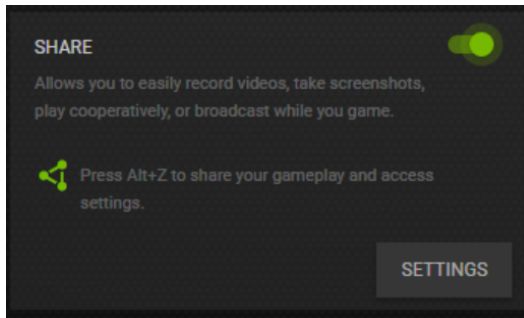 SHARE
Allows you to easily record videos, take screenshots,
play cooperatively, or broadcast while you game.
Press Alt+Z to share your gameplay and access
settings.
SETTINGS